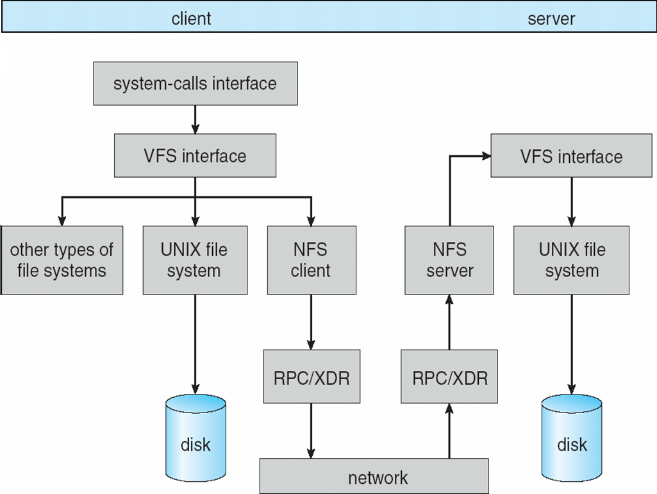 client
server
system-calls interface
VFS interface
VFS interface
other types of
file systems
UNIX file
system
NFS
client
NFS
server
UNIX file
system
RPC/XDR
RPC/XDR
disk
disk
network